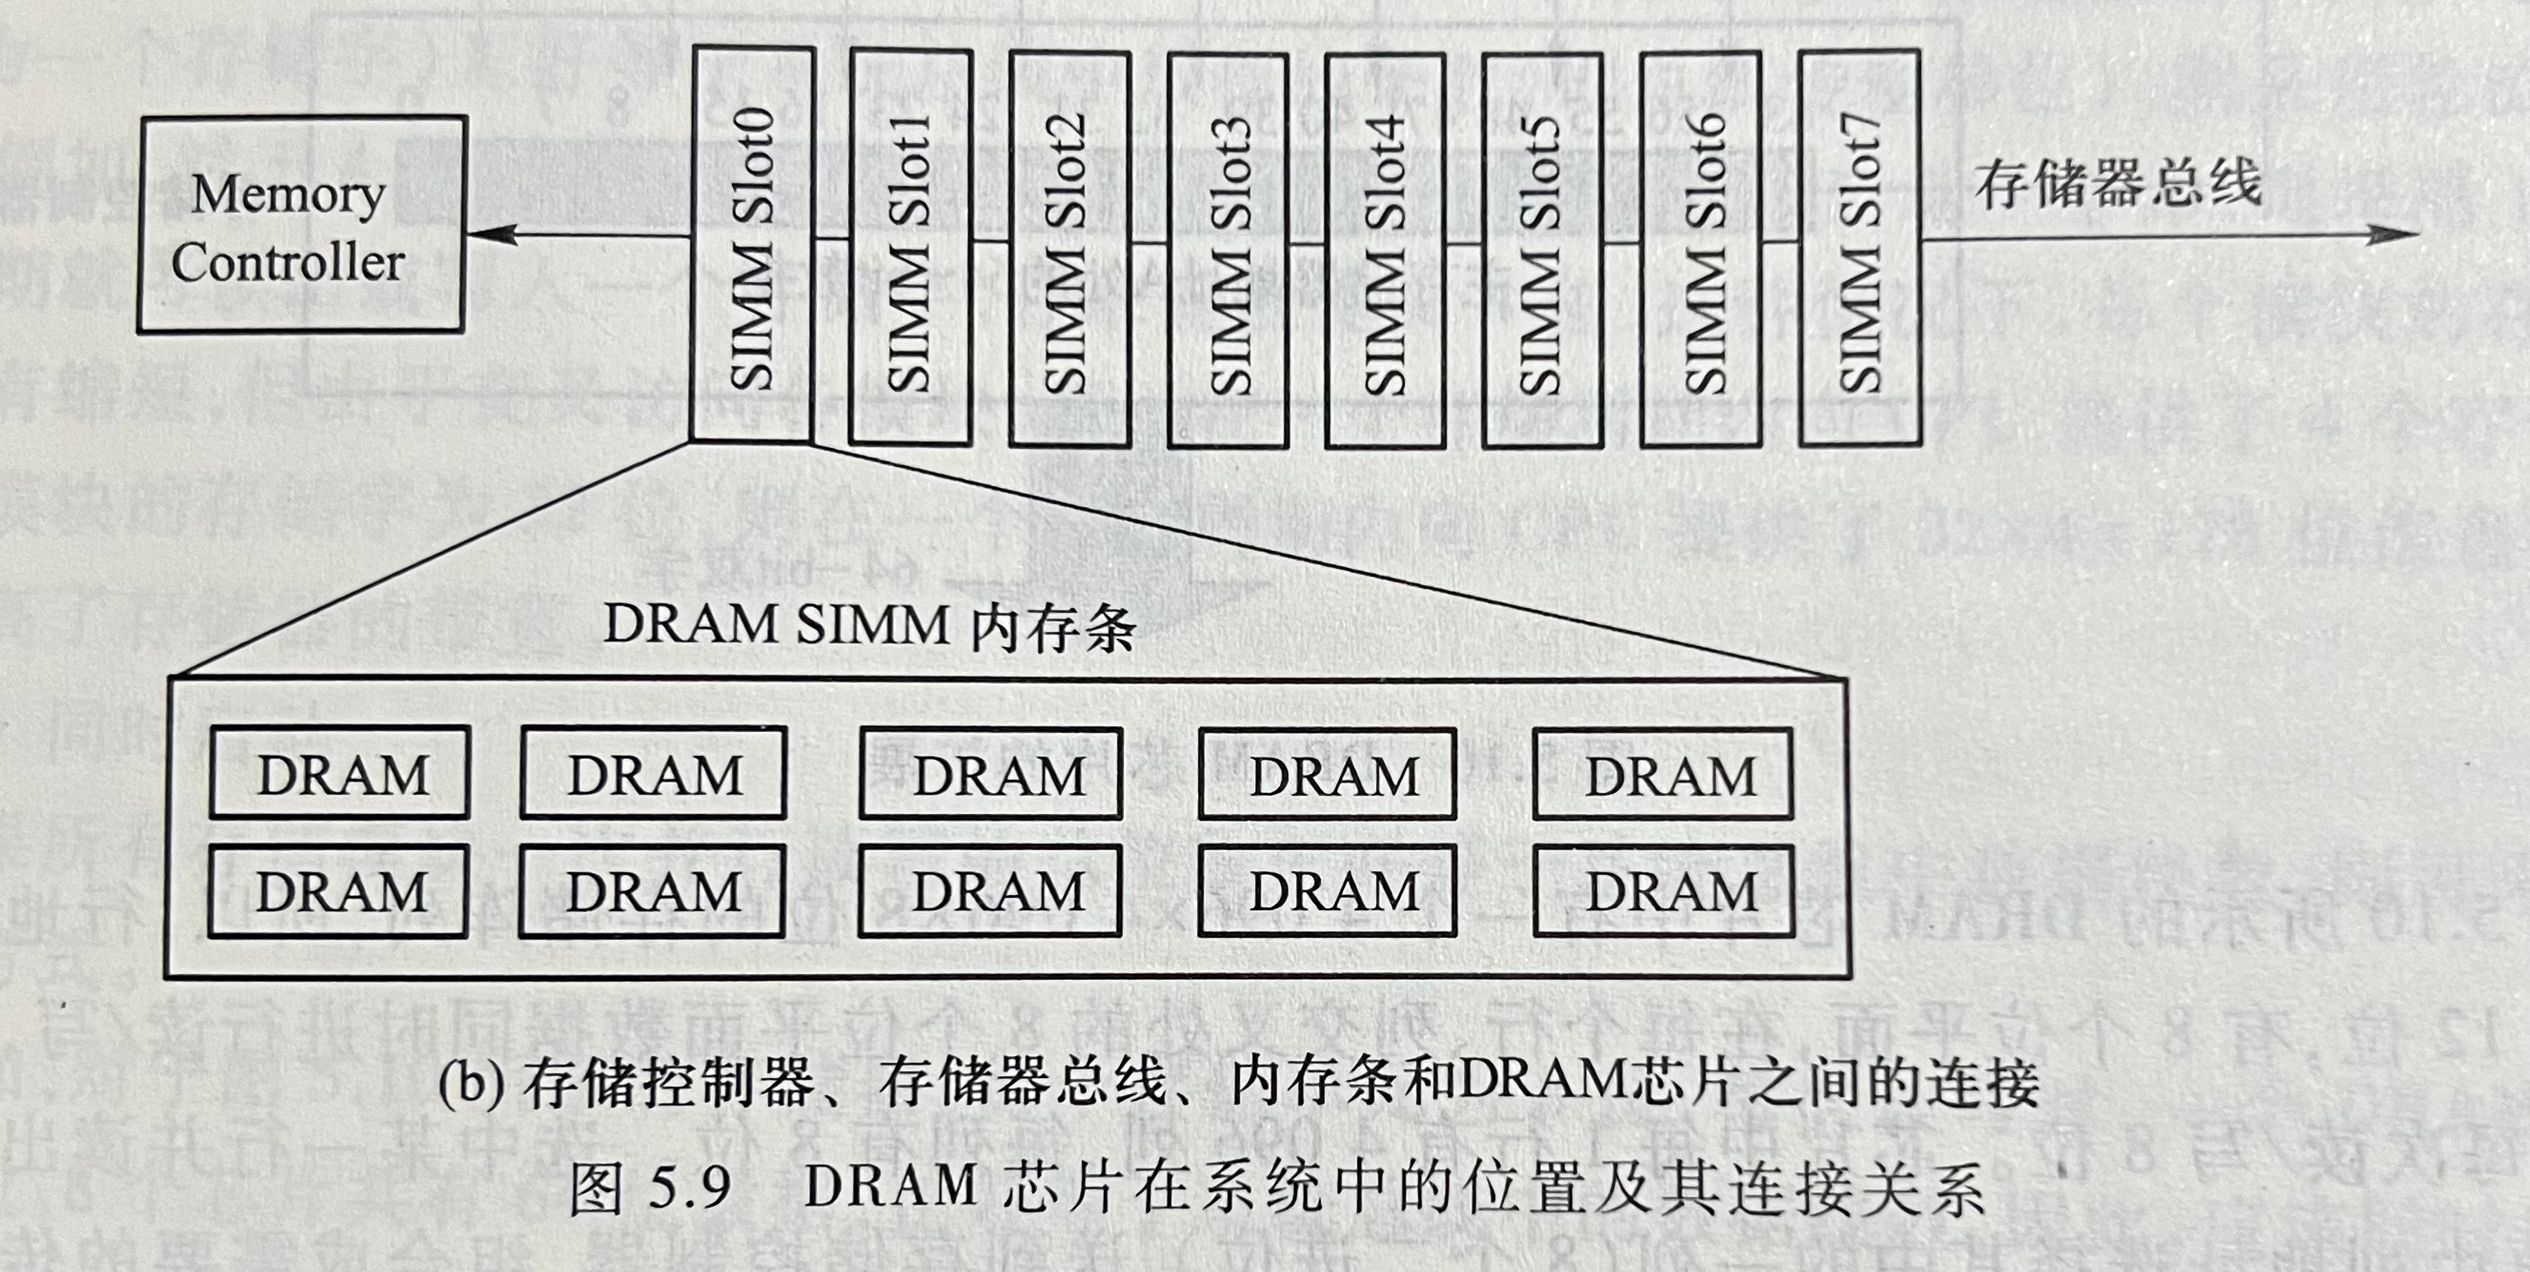 Memory
Controller
SIMM Slot0
SIMM Slot1
SIMM Slot2
SIMM Slot3
SIMM Slot4
SIMM Slot5
SIMM Slot6
SIMM Slot7
存储器总线
DRAM SIMM 内存条
DRAM DRAM DRAM DRAM DRAM
DRAM DRAM DRAM DRAM DRAM
(b) 存储控制器、存储器总线、内存条和DRAM芯片之间的连接
图 5.9 DRAM 芯片在系统中的位置及其连接关系